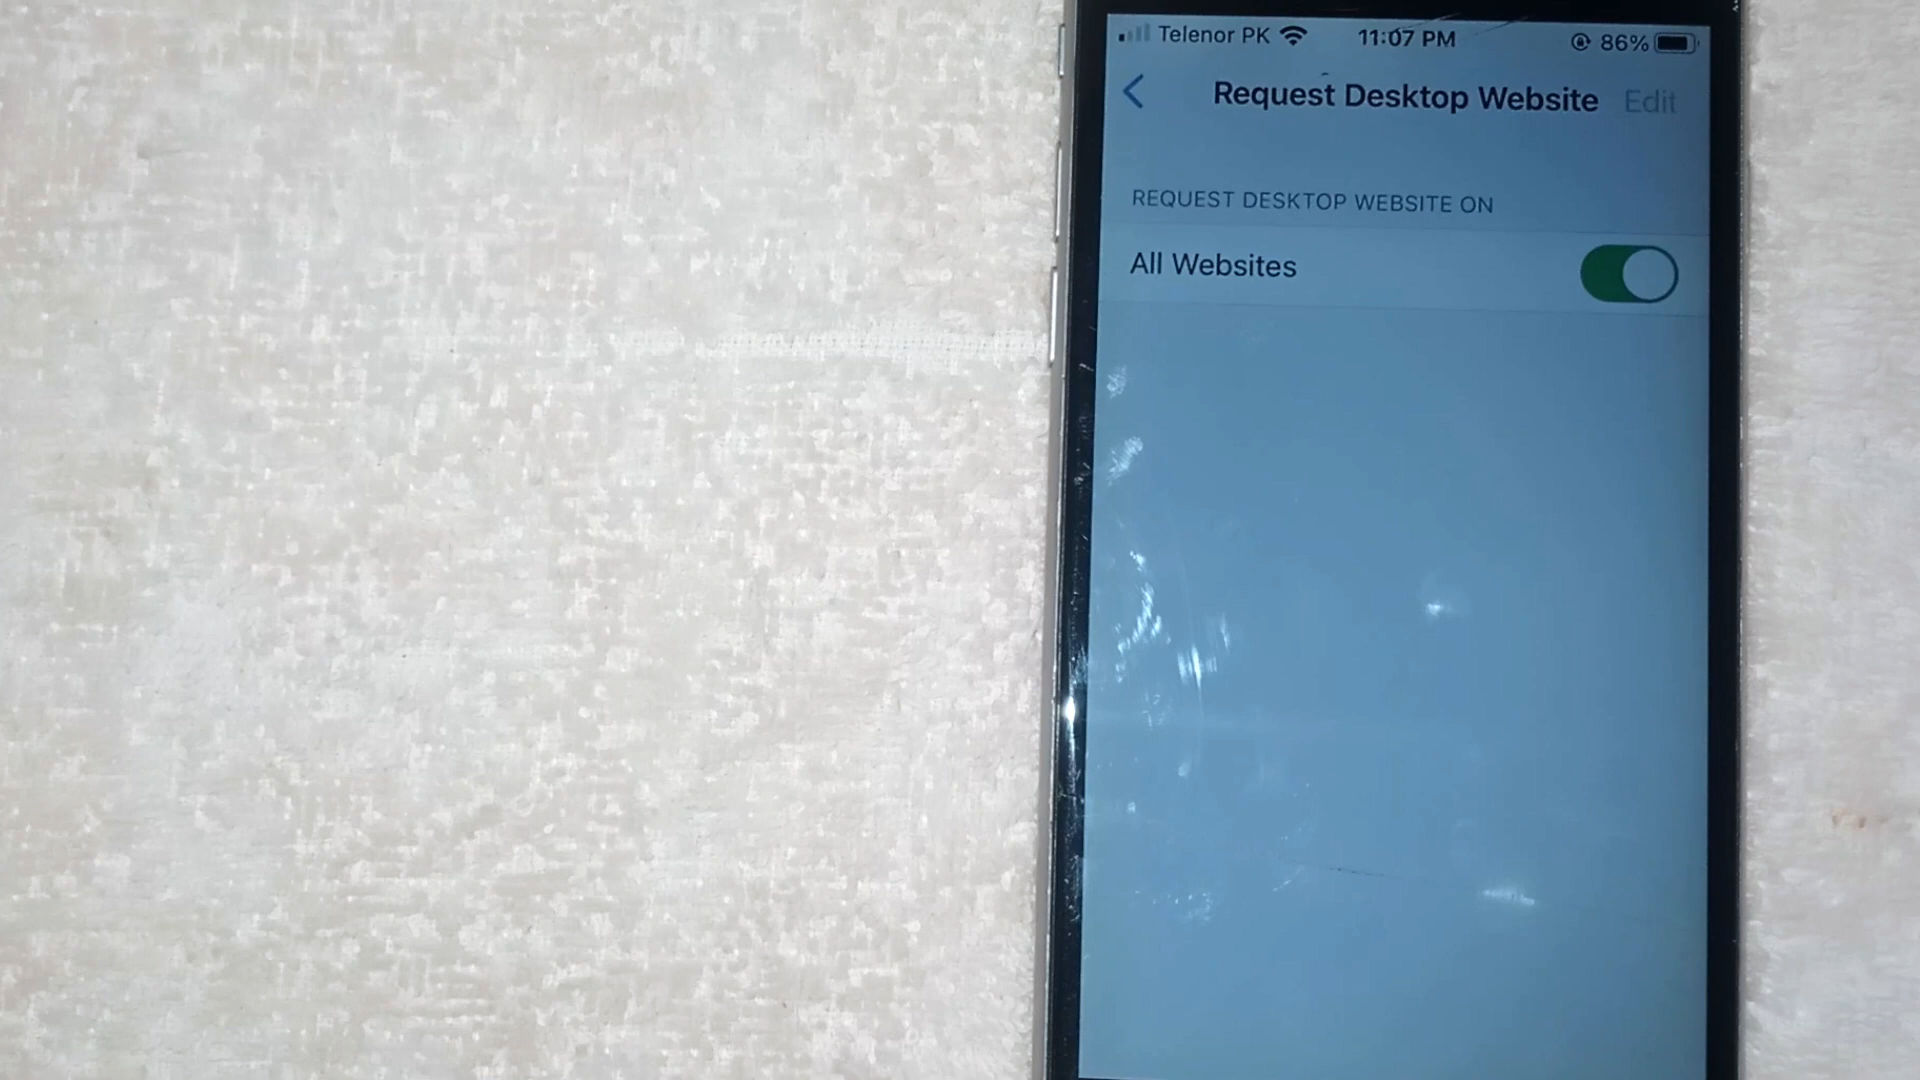 Telenor PK 11:07 PM 86%
Request Desktop Website Edit
REQUEST DESKTOP WEBSITE ON
All Websites